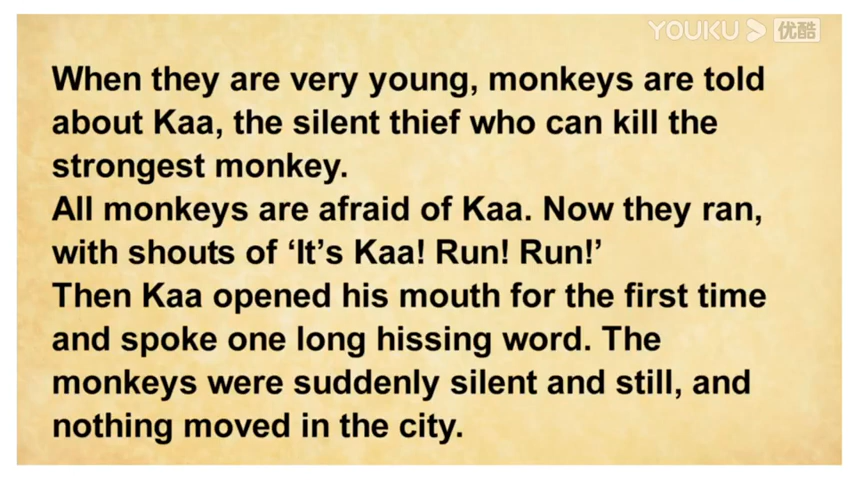 YOUKU 优酷
When they are very young, monkeys are told
about Kaa, the silent thief who can kill the
strongest monkey.
All monkeys are afraid of Kaa. Now they ran,
with shouts of ‘It’s Kaa! Run! Run!’
Then Kaa opened his mouth for the first time
and spoke one long hissing word. The
monkeys were suddenly silent and still, and
nothing moved in the city.